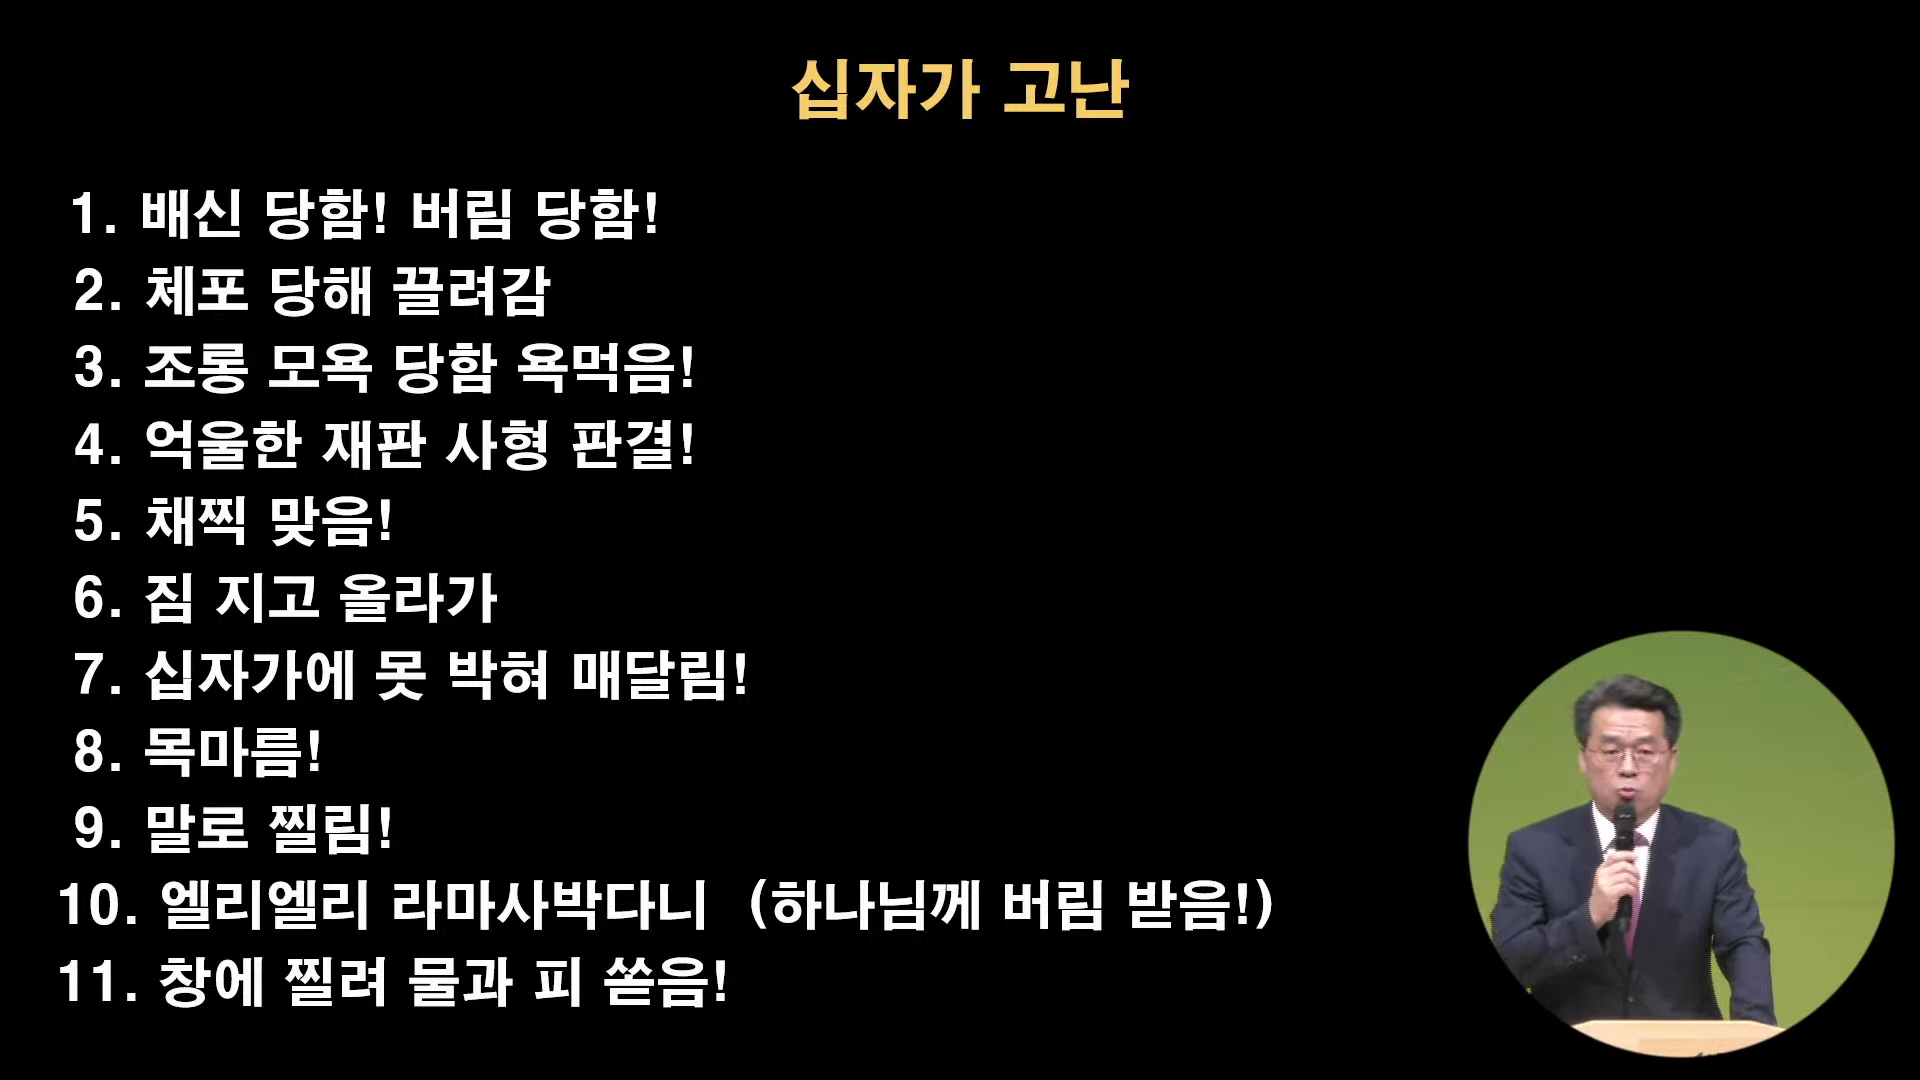 십자가 고난
1. 배신 당함! 버림 당함!
2. 체포 당해 끌려감
3. 조롱 모욕 당함 욕먹음!
4. 억울한 재판 사형 판결!
5. 채찍 맞음!
6. 짐 지고 올라가
7. 십자가에 못 박혀 매달림!
8. 목마름!
9. 말로 찔림!
10. 엘리엘리 라마사박다니 (하나님께 버림 받음!)
11. 창에 찔려 물과 피 쏟음!